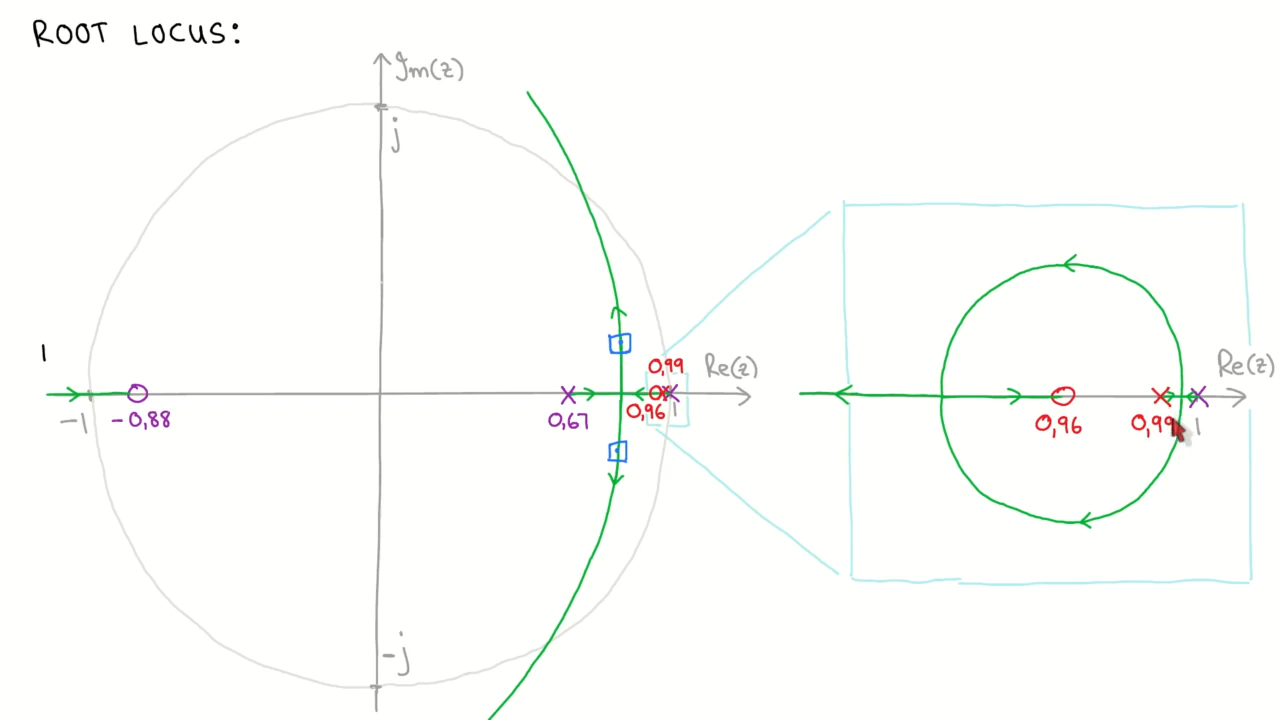 ROOT LOCUS:
Im(z)
j
0,99
Re(z)
-1
-0,88
0,67
0,96
1
-j
Re(z)
0,96
0,99
1